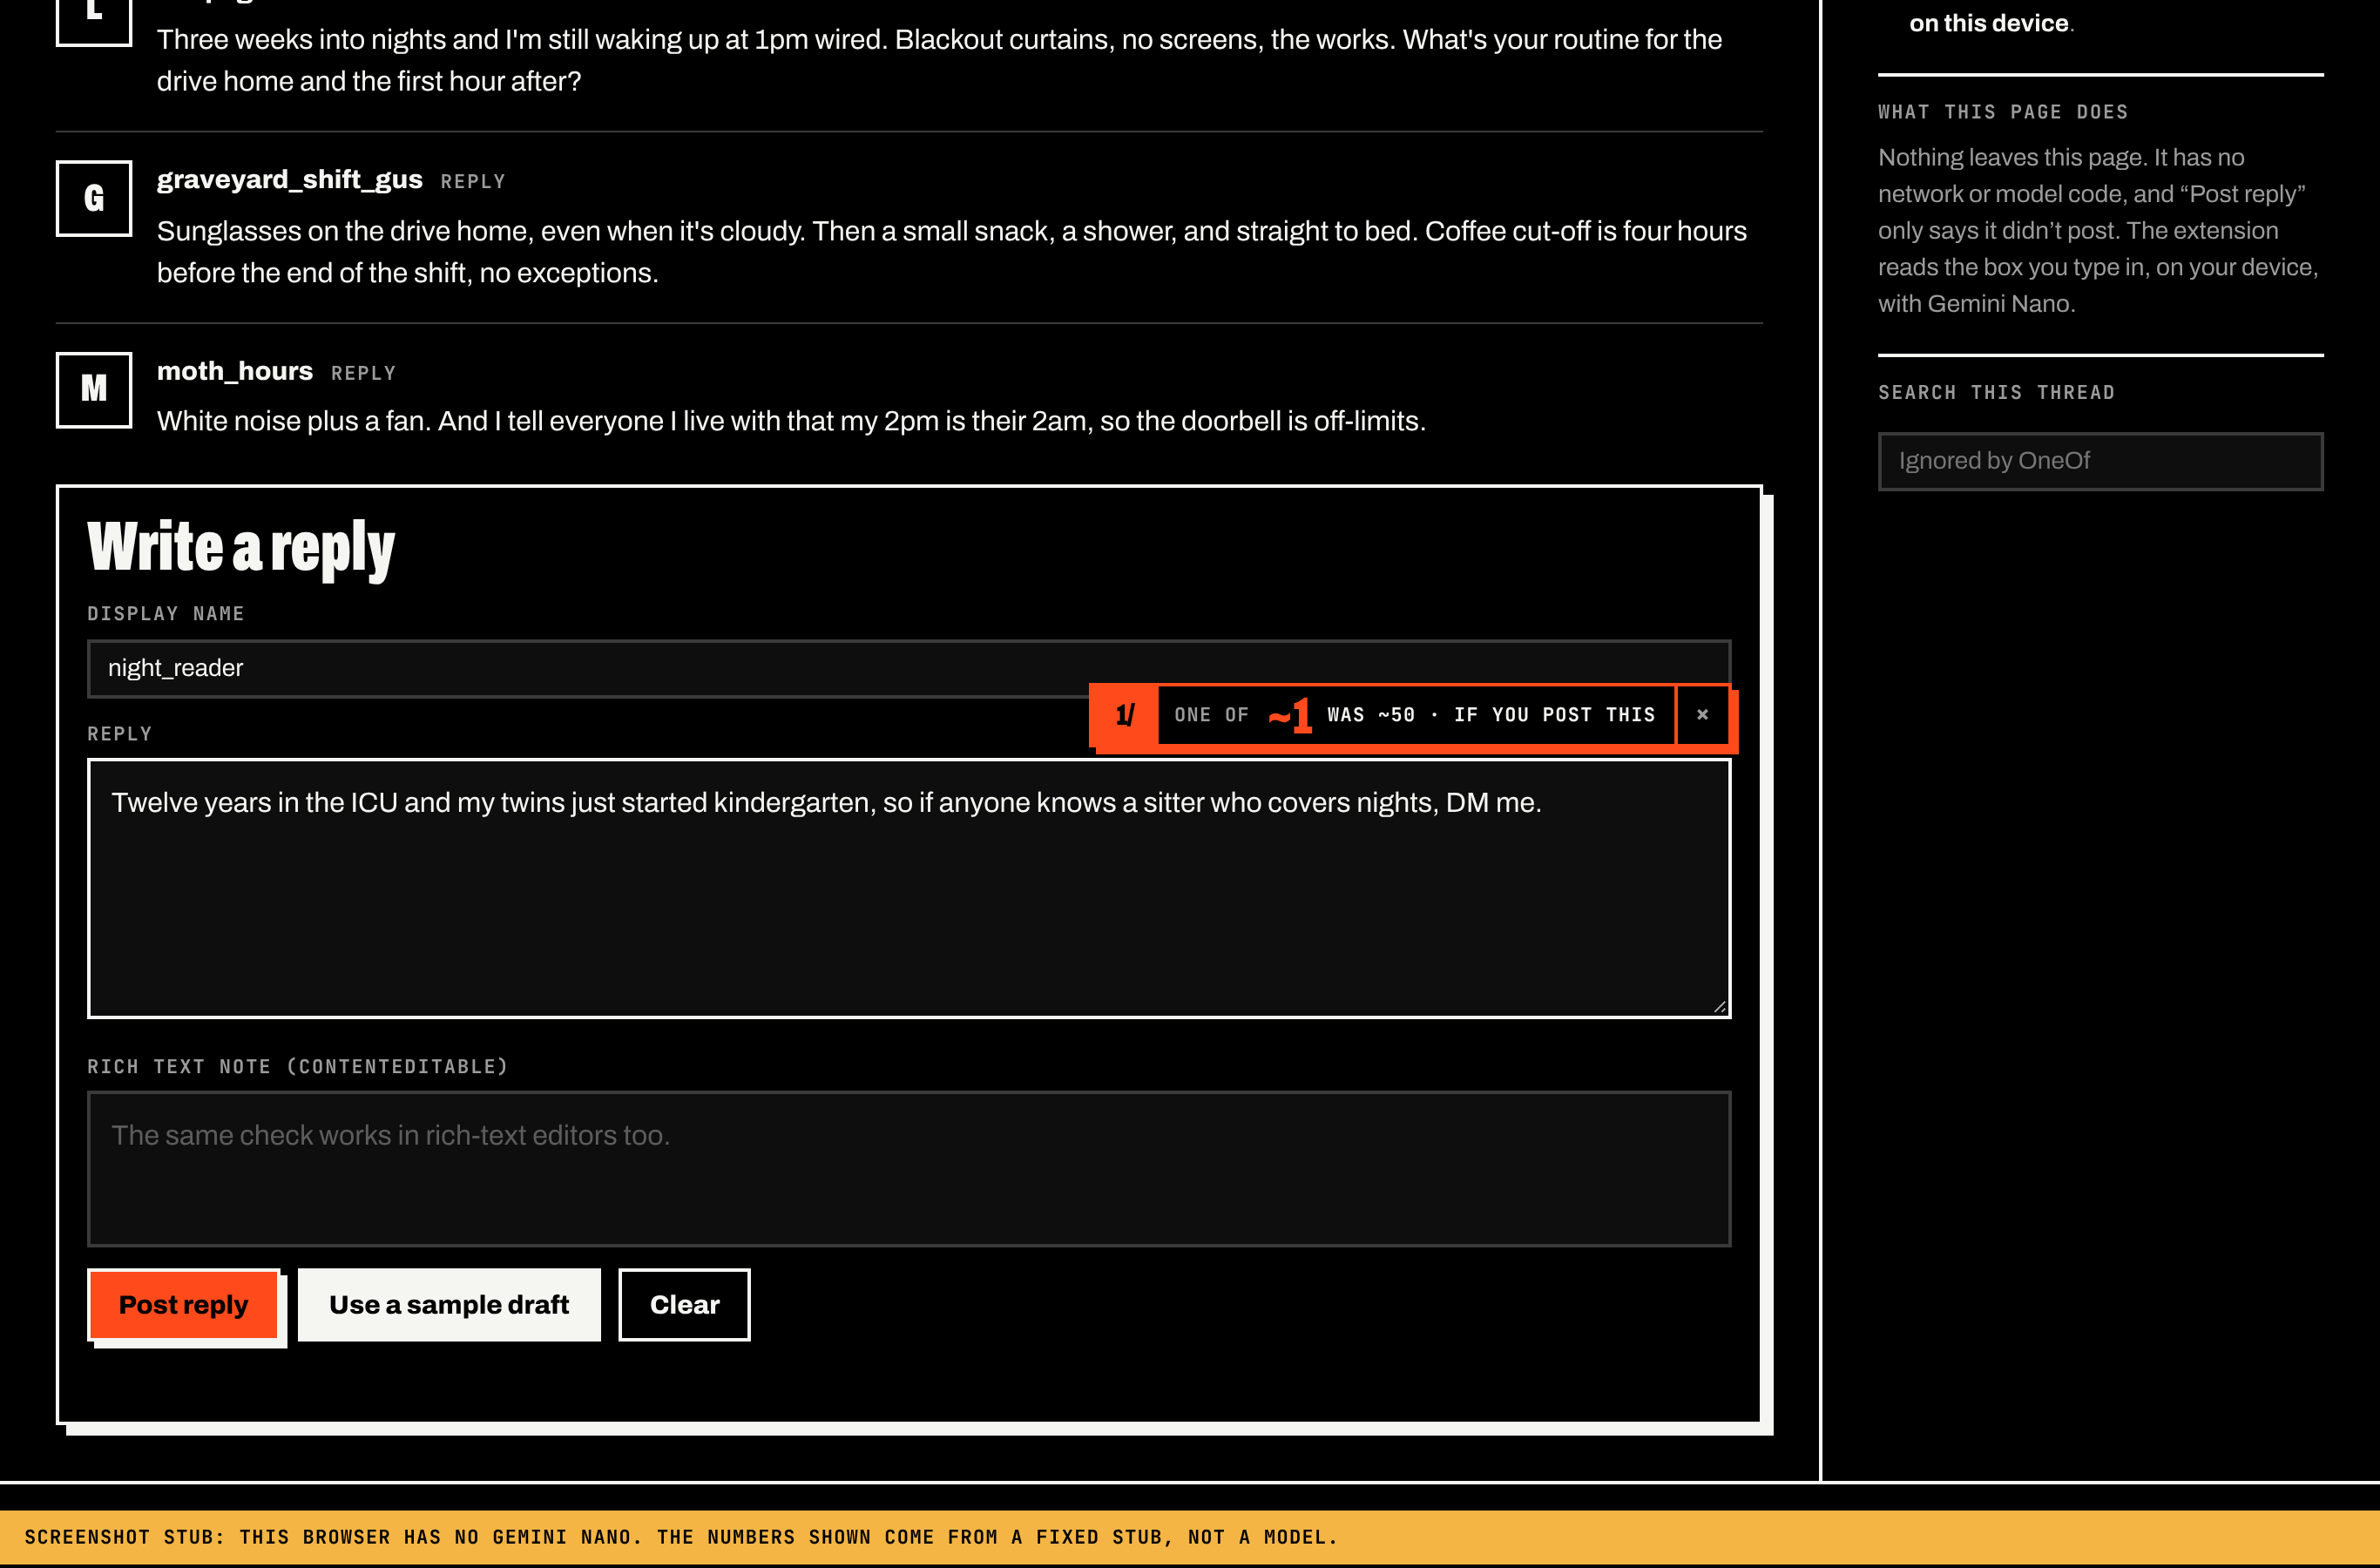 Three weeks into nights and I'm still waking up at 1pm wired. Blackout curtains, no screens, the works. What's your routine for the
drive home and the first hour after?
G
graveyard_shift_gus REPLY
Sunglasses on the drive home, even when it's cloudy. Then a small snack, a shower, and straight to bed. Coffee cut-off is four hours
before the end of the shift, no exceptions.
M
moth_hours REPLY
White noise plus a fan. And I tell everyone I live with that my 2pm is their 2am, so the doorbell is off-limits.
Write a reply
DISPLAY NAME
night_reader
1/ ONE OF ~1 WAS ~50 · IF YOU POST THIS ×
REPLY
Twelve years in the ICU and my twins just started kindergarten, so if anyone knows a sitter who covers nights, DM me.
RICH TEXT NOTE (CONTENTEDITABLE)
The same check works in rich-text editors too.
Post reply Use a sample draft Clear
on this device.
WHAT THIS PAGE DOES
Nothing leaves this page. It has no
network or model code, and “Post reply”
only says it didn’t post. The extension
reads the box you type in, on your device,
with Gemini Nano.
SEARCH THIS THREAD
Ignored by OneOf
SCREENSHOT STUB: THIS BROWSER HAS NO GEMINI NANO. THE NUMBERS SHOWN COME FROM A FIXED STUB, NOT A MODEL.